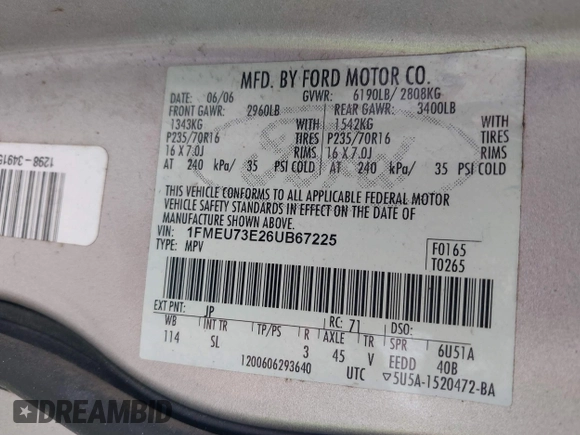 MFD. BY FORD MOTOR CO.
DATE: 06/06 GVWR: 6190LB/ 2808KG
FRONT GAWR: 2960LB REAR GAWR: 3400LB
1343KG WITH 1542KG WITH
P235/70R16 TIRES P235/70R16 TIRES
16 X 7.0J RIMS 16 X 7.0J RIMS
AT 240 kPa/ 35 PSI COLD AT 240 kPa/ 35 PSI COLD
THIS VEHICLE CONFORMS TO ALL APPLICABLE FEDERAL MOTOR
VEHICLE SAFETY STANDARDS IN EFFECT ON THE DATE OF
MANUFACTURE SHOWN ABOVE.
VIN: 1FMEU73E26UB67225
TYPE: MPV
F0165
T0265
EXT PNT: JP RC: 71 DSO:
WB INT TR TP/PS R AXLE TR SPR 6U51A
114 SL 3 45 V EEDD 40B
1200606293640 UTC ▽5U5A-1520472-BA
DREAMBID